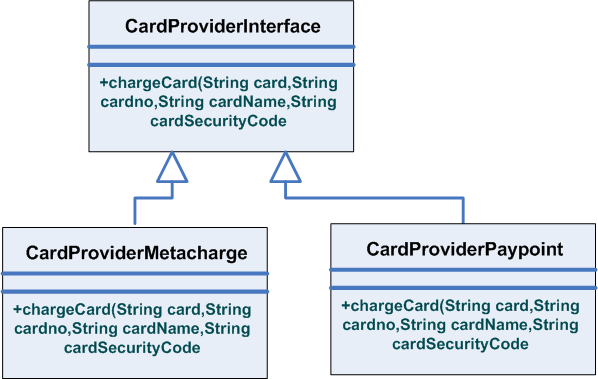 CardProviderInterface
+chargeCard(String card,String
cardno,String cardName,String
cardSecurityCode
CardProviderMetacharge
+chargeCard(String card,String
cardno,String cardName,String
cardSecurityCode
CardProviderPaypoint
+chargeCard(String card,String
cardno,String cardName,String
cardSecurityCode